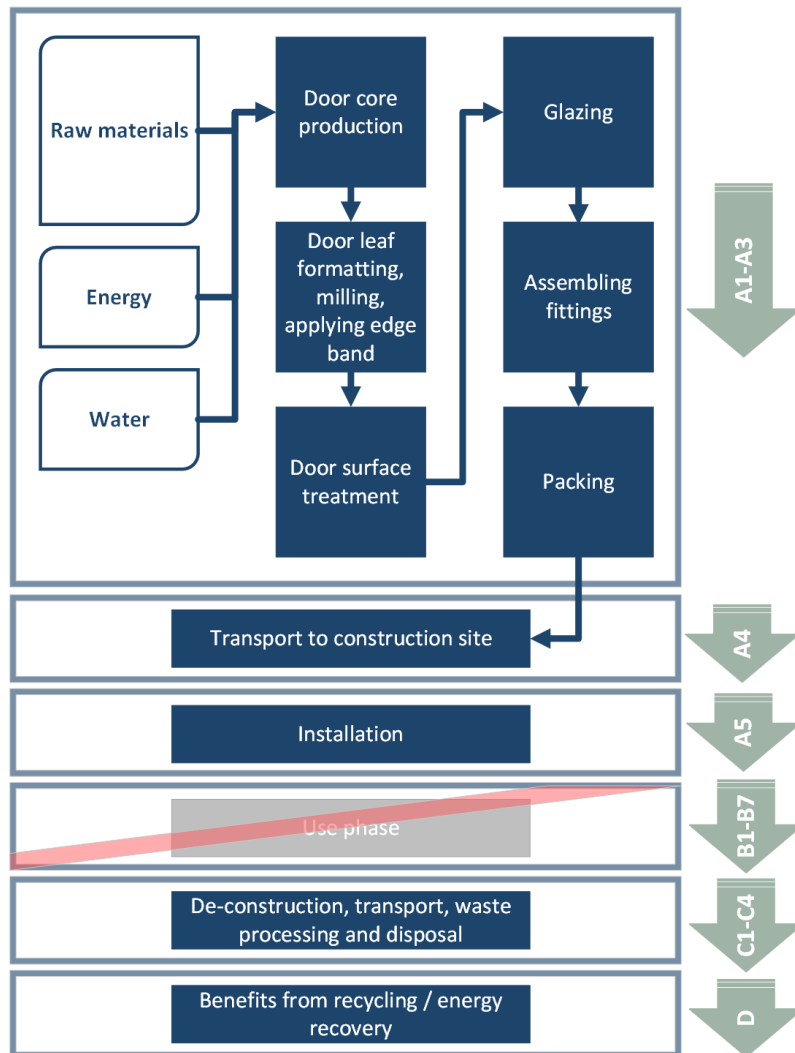 Raw materials
Energy
Water
Door core
production
Door leaf
formatting,
milling,
applying edge
band
Door surface
treatment
Glazing
Assembling
fittings
Packing
A1-A3
Transport to construction site
A4
Installation
A5
Use phase
B1-B7
De-construction, transport, waste
processing and disposal
C1-C4
Benefits from recycling / energy
recovery
D